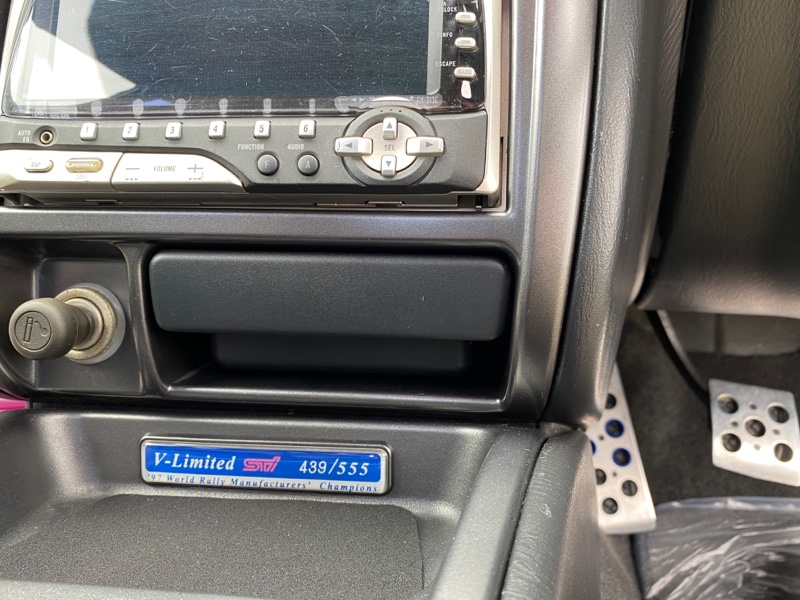 CLOCK
INFO
ESCAPE
AUTO
EQ
1 2 3 4 5 6
FUNCTION AUDIO
SEL
DSP
VOLUME
F A
V-Limited STi 439/555
'97 World Rally Manufacturers' Champions